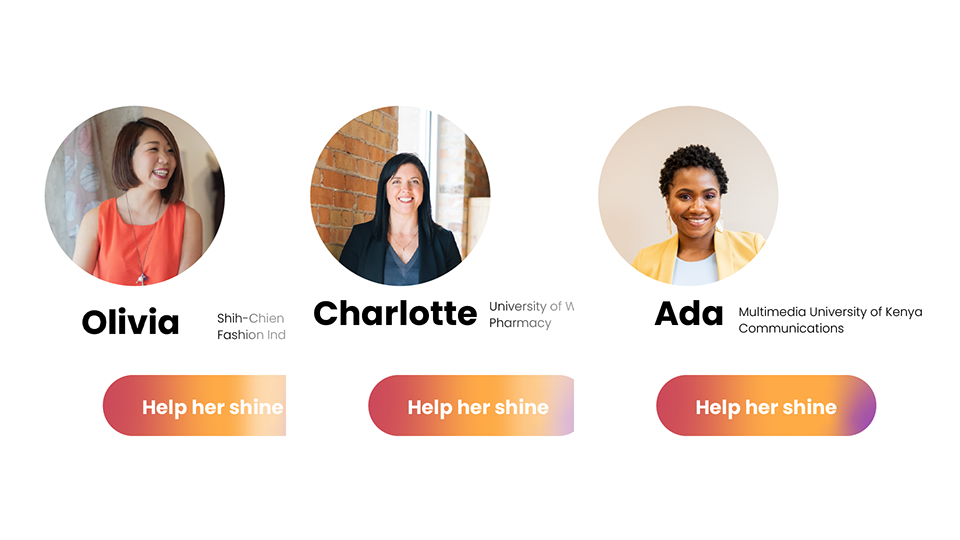 Olivia
Shih-Chien
Fashion Ind
Help her shine
Charlotte
University of W
Pharmacy
Help her shine
Ada
Multimedia University of Kenya
Communications
Help her shine